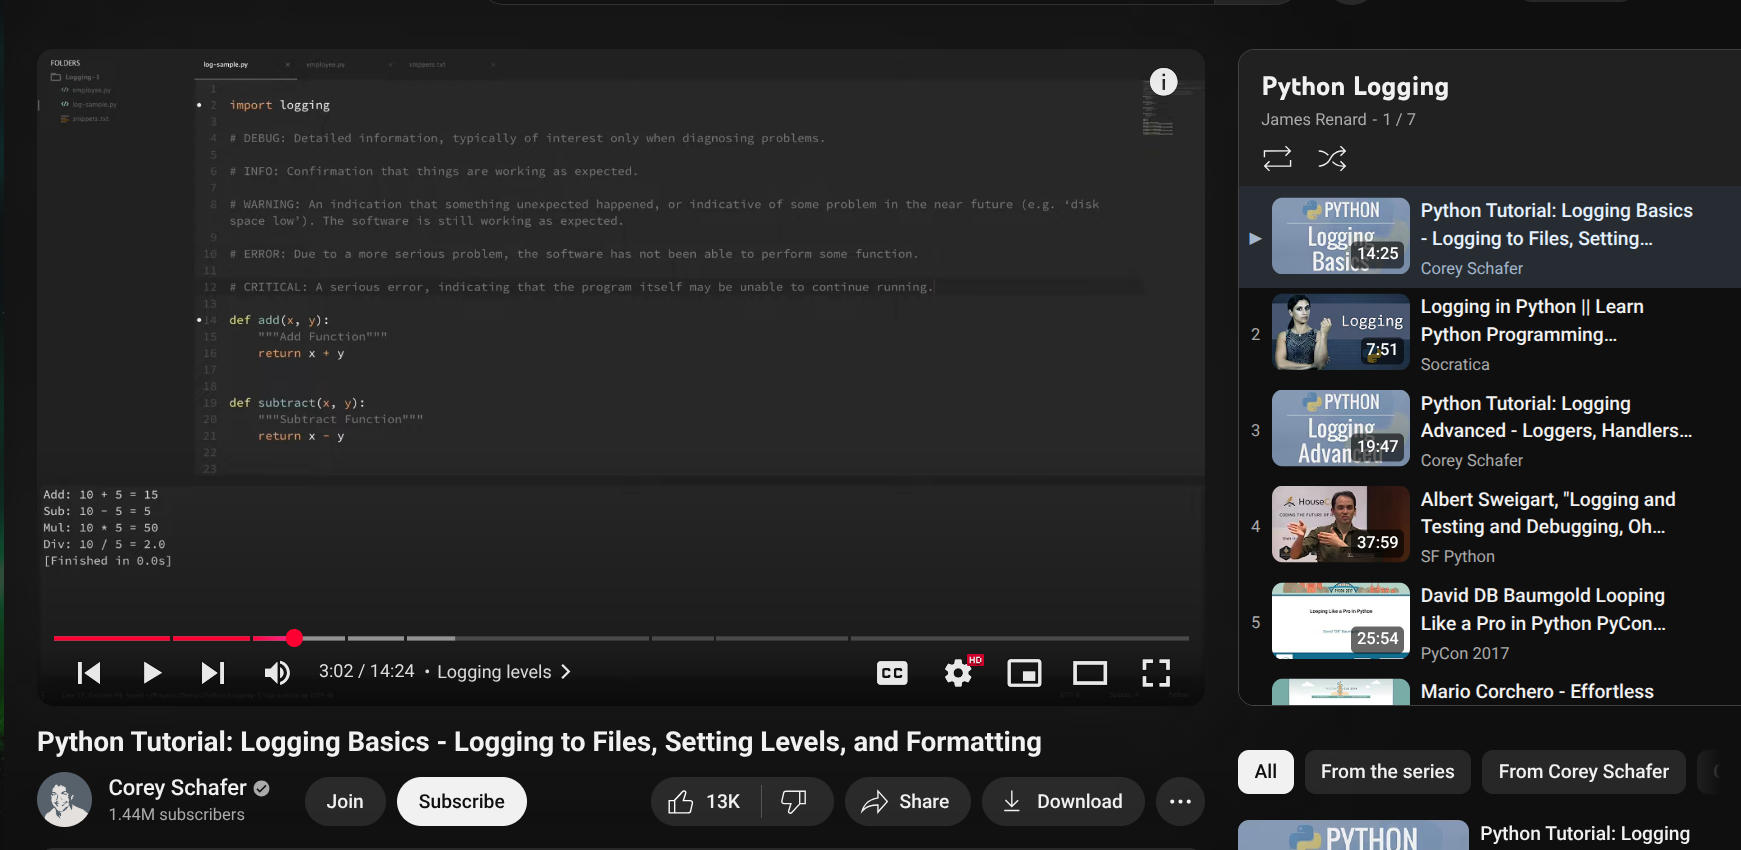 FOLDERS
Logging-1
employee.py
log-sample.py
snippets.txt
log-sample.py
employee.py
snippets.txt
1
2 import logging
3
4 # DEBUG: Detailed information, typically of interest only when diagnosing problems.
5
6 # INFO: Confirmation that things are working as expected.
7
8 # WARNING: An indication that something unexpected happened, or indicative of some problem in the near future (e.g. ‘disk
space low’). The software is still working as expected.
9
10 # ERROR: Due to a more serious problem, the software has not been able to perform some function.
11
12 # CRITICAL: A serious error, indicating that the program itself may be unable to continue running.
13
14 def add(x, y):
15 """Add Function"""
16 return x + y
17
18
19 def subtract(x, y):
20 """Subtract Function"""
21 return x - y
22
23
Add: 10 + 5 = 15
Sub: 10 - 5 = 5
Mul: 10 * 5 = 50
Div: 10 / 5 = 2.0
[Finished in 0.0s]
3:02 / 14:24 • Logging levels
CC
HD
Python Tutorial: Logging Basics - Logging to Files, Setting Levels, and Formatting
Corey Schafer
1.44M subscribers
Join
Subscribe
13K
Share
Download
Python Logging
James Renard - 1 / 7
PYTHON
Logging
Basics
14:25
Python Tutorial: Logging Basics
- Logging to Files, Setting...
Corey Schafer
2
Logging
7:51
Logging in Python || Learn
Python Programming...
Socratica
3
PYTHON
Logging
Advanced
19:47
Python Tutorial: Logging
Advanced - Loggers, Handlers...
Corey Schafer
4
37:59
Albert Sweigart, "Logging and
Testing and Debugging, Oh...
SF Python
5
Looping Like a Pro in Python
25:54
David DB Baumgold Looping
Like a Pro in Python PyCon...
PyCon 2017
Mario Corchero - Effortless
All
From the series
From Corey Schafer
PYTHON
Python Tutorial: Logging